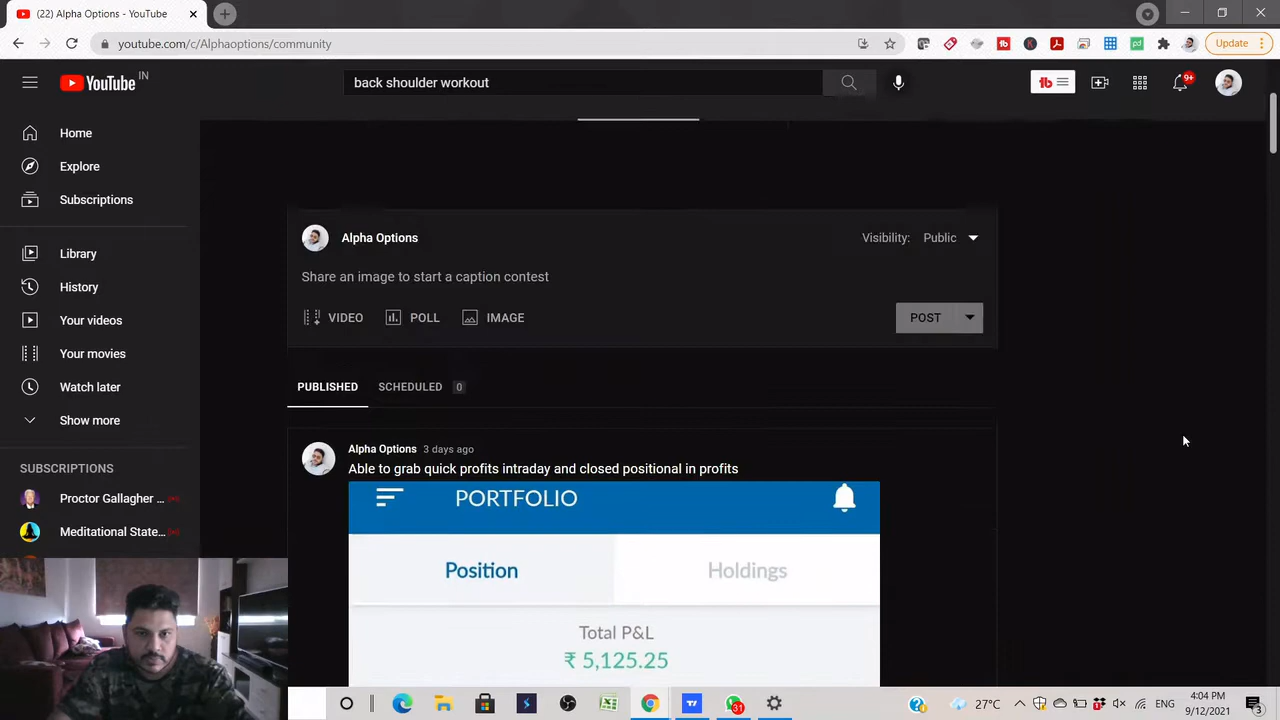 (22) Alpha Options - YouTube
youtube.com/c/Alphaoptions/community
Update
YouTube IN
back shoulder workout
9+
Home
Explore
Subscriptions
Library
History
Your videos
Your movies
Watch later
Show more
SUBSCRIPTIONS
Proctor Gallagher ...
Meditational State...
Alpha Options
Visibility: Public
Share an image to start a caption contest
VIDEO POLL IMAGE
POST
PUBLISHED SCHEDULED 0
Alpha Options 3 days ago
Able to grab quick profits intraday and closed positional in profits
PORTFOLIO
Position Holdings
Total P&L
₹ 5,125.25
31
27°C
ENG
4:04 PM
9/12/2021
3